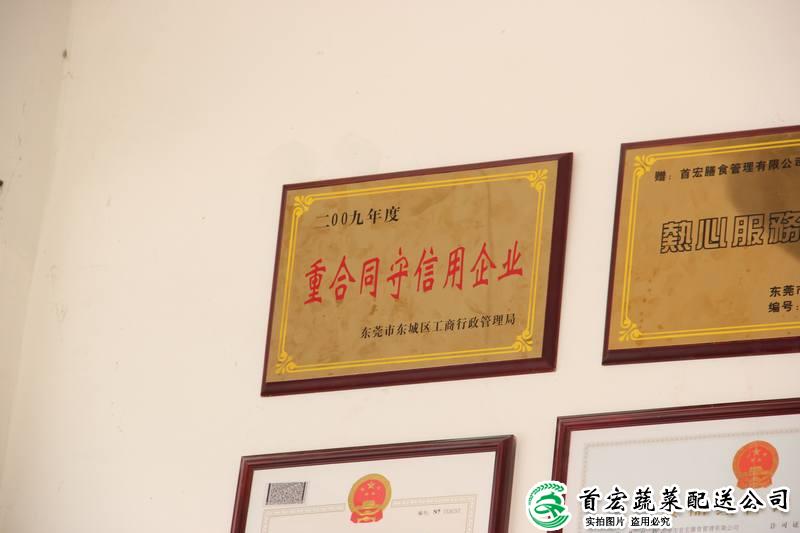 二00九年度
重合同守信用企业
东莞市东城区工商行政管理局
赠：首宏膳食管理有限公司
熱心服務
东莞市
编号：
首宏蔬菜配送公司
实拍图片 盗用必究